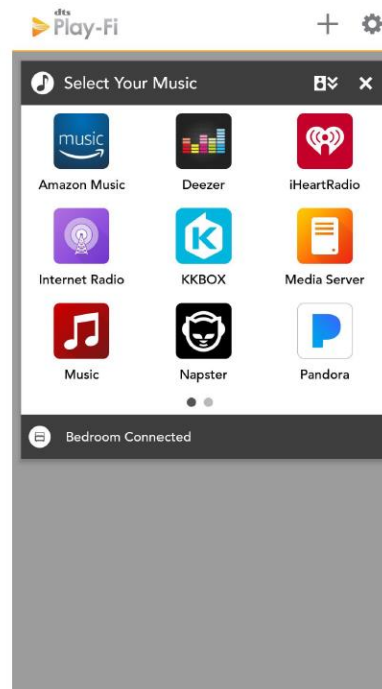 dts
Play-Fi
Select Your Music
music
Amazon Music
Deezer
iHeartRadio
Internet Radio
KKBOX
Media Server
Music
Napster
Pandora
Bedroom Connected